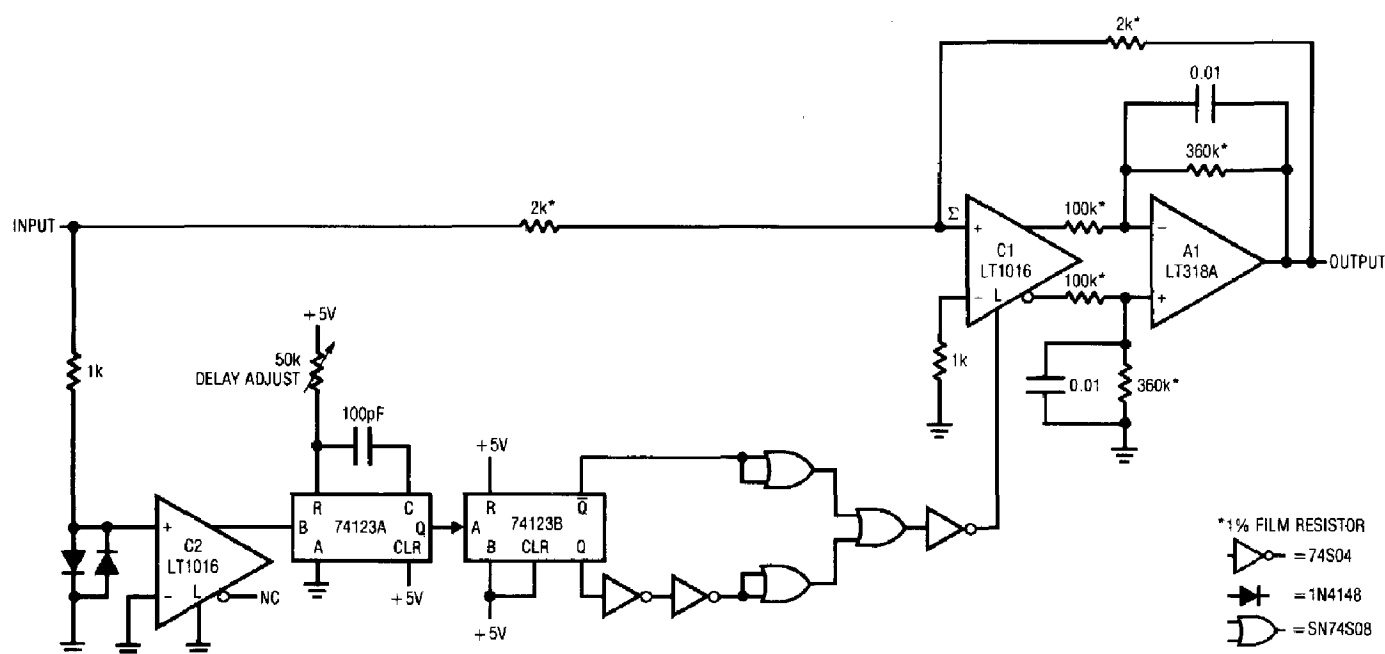 2k*
0.01
360k*
INPUT
2k*
Σ
+
C1
LT1016
−
L
100k*
100k*
−
A1
LT318A
+
OUTPUT
1k
0.01
360k*
1k
+5V
50k
DELAY ADJUST
100pF
+5V
+
C2
LT1016
−
L
NC
R
C
B
74123A
Q
A
CLR
+5V
R
Q̅
A
74123B
B
CLR
Q
+5V
*1% FILM RESISTOR
=74S04
=1N4148
=SN74S08